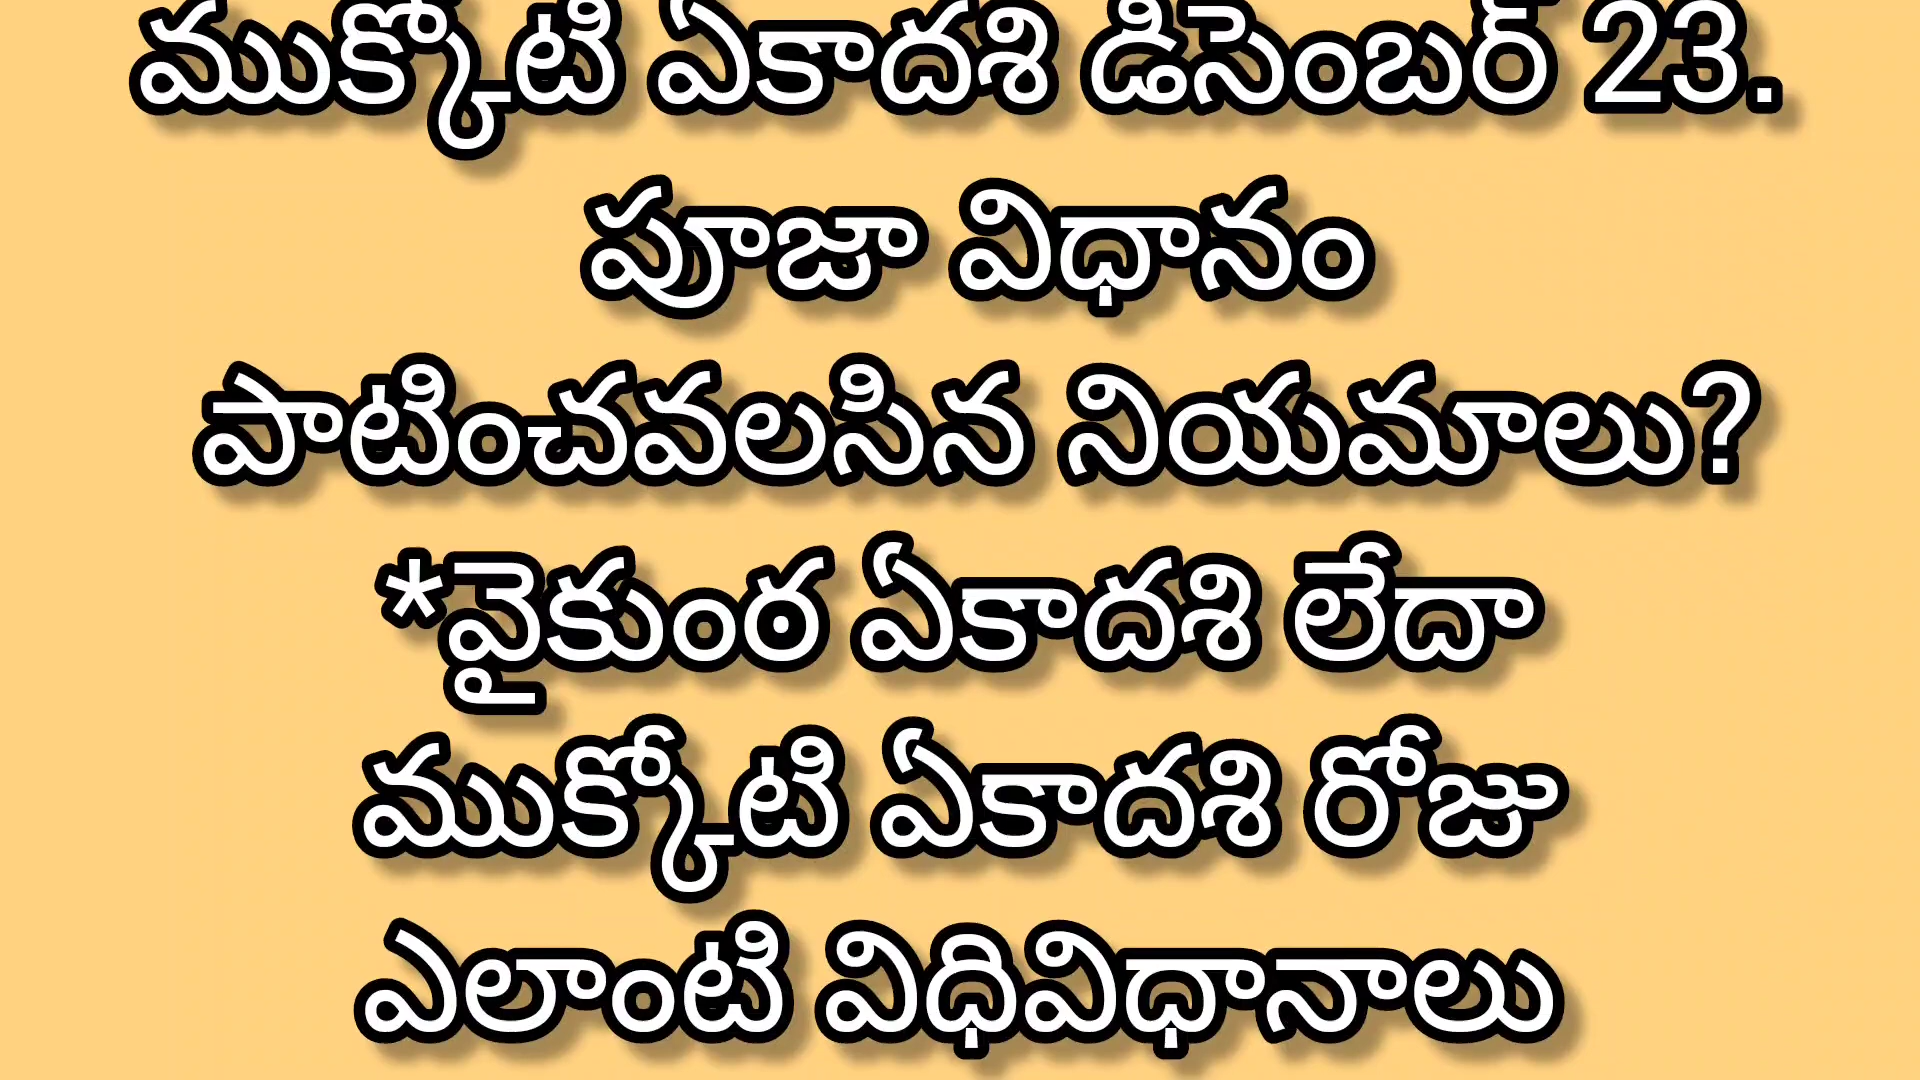 ముక్కోటి ఏకాదశి డిసెంబర్ 23.
పూజా విధానం
పాటించవలసిన నియమాలు?
*వైకుంఠ ఏకాదశి లేదా
ముక్కోటి ఏకాదశి రోజు
ఎలాంటి విధివిధానాలు